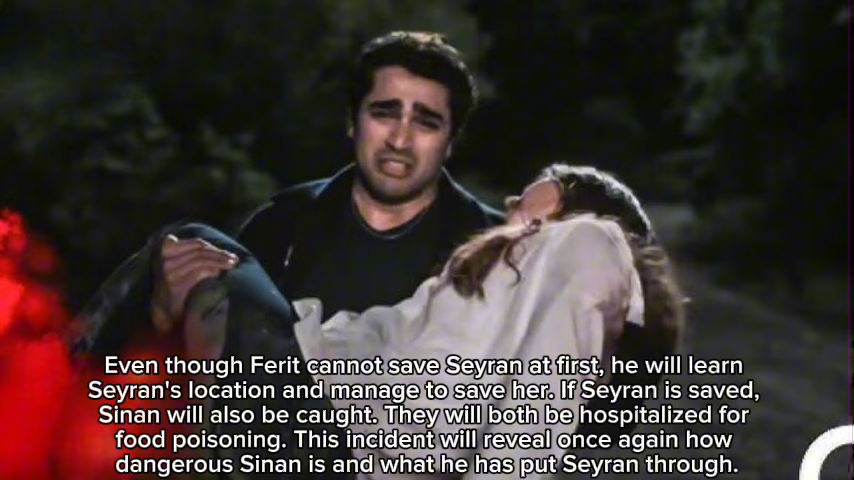 Even though Ferit cannot save Seyran at first, he will learn
Seyran's location and manage to save her. If Seyran is saved,
Sinan will also be caught. They will both be hospitalized for
food poisoning. This incident will reveal once again how
dangerous Sinan is and what he has put Seyran through.